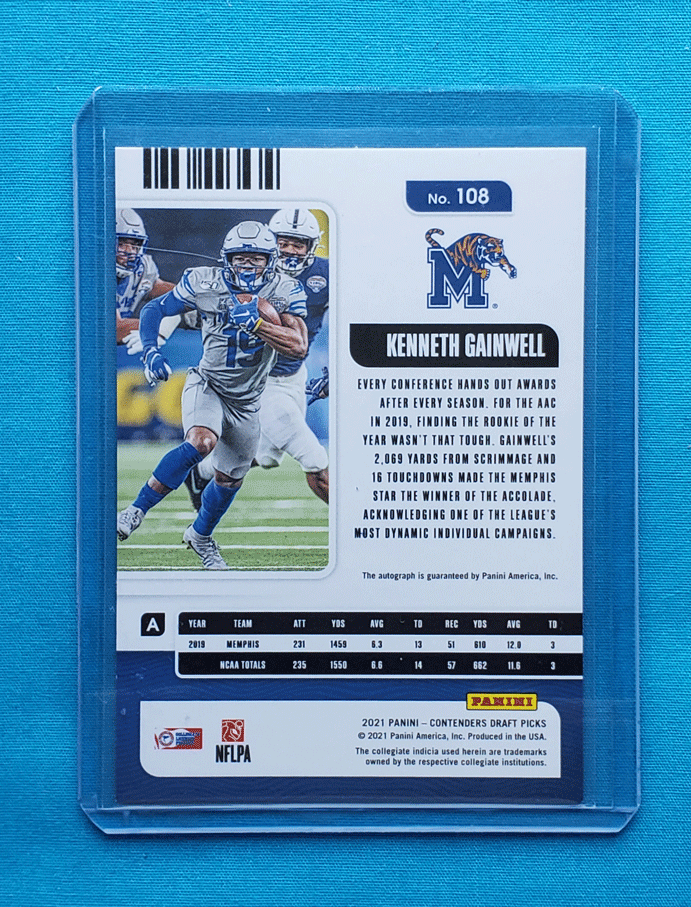 No. 108
M
KENNETH GAINWELL
EVERY CONFERENCE HANDS OUT AWARDS
AFTER EVERY SEASON. FOR THE AAC
IN 2019, FINDING THE ROOKIE OF THE
YEAR WASN'T THAT TOUGH. GAINWELL'S
2,069 YARDS FROM SCRIMMAGE AND
16 TOUCHDOWNS MADE THE MEMPHIS
STAR THE WINNER OF THE ACCOLADE,
ACKNOWLEDGING ONE OF THE LEAGUE'S
MOST DYNAMIC INDIVIDUAL CAMPAIGNS.
The autograph is guaranteed by Panini America, Inc.
19
A
YEAR TEAM ATT YDS AVG TD REC YDS AVG TD
2019 MEMPHIS 231 1459 6.3 13 51 610 12.0 3
NCAA TOTALS 235 1550 6.6 14 57 662 11.6 3
PANINI
2021 PANINI – CONTENDERS DRAFT PICKS
© 2021 Panini America, Inc. Produced in the USA.
The collegiate indicia used herein are trademarks
owned by the respective collegiate institutions.
NFLPA